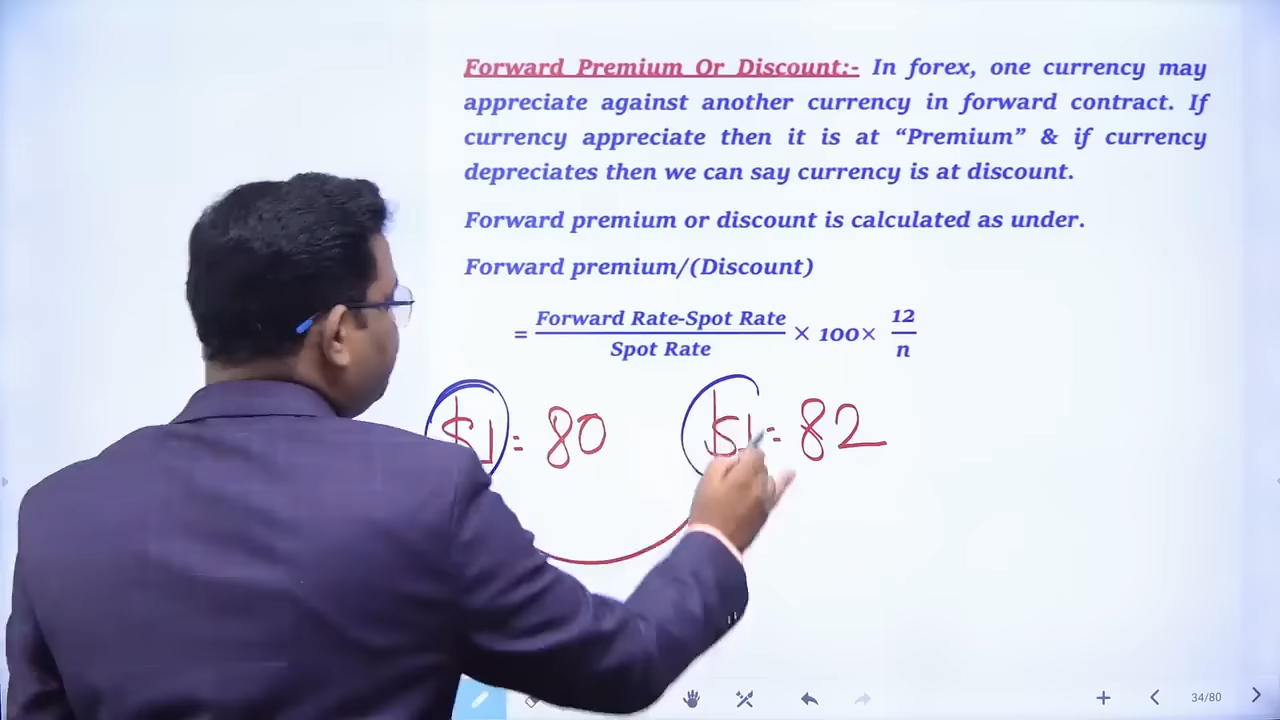 Forward Premium Or Discount:- In forex, one currency may
appreciate against another currency in forward contract. If
currency appreciate then it is at “Premium” & if currency
depreciates then we can say currency is at discount.
Forward premium or discount is calculated as under.
Forward premium/(Discount)
= Forward Rate-Spot Rate / Spot Rate × 100 × 12 / n
$1 = 80 $1 = 82
34/80